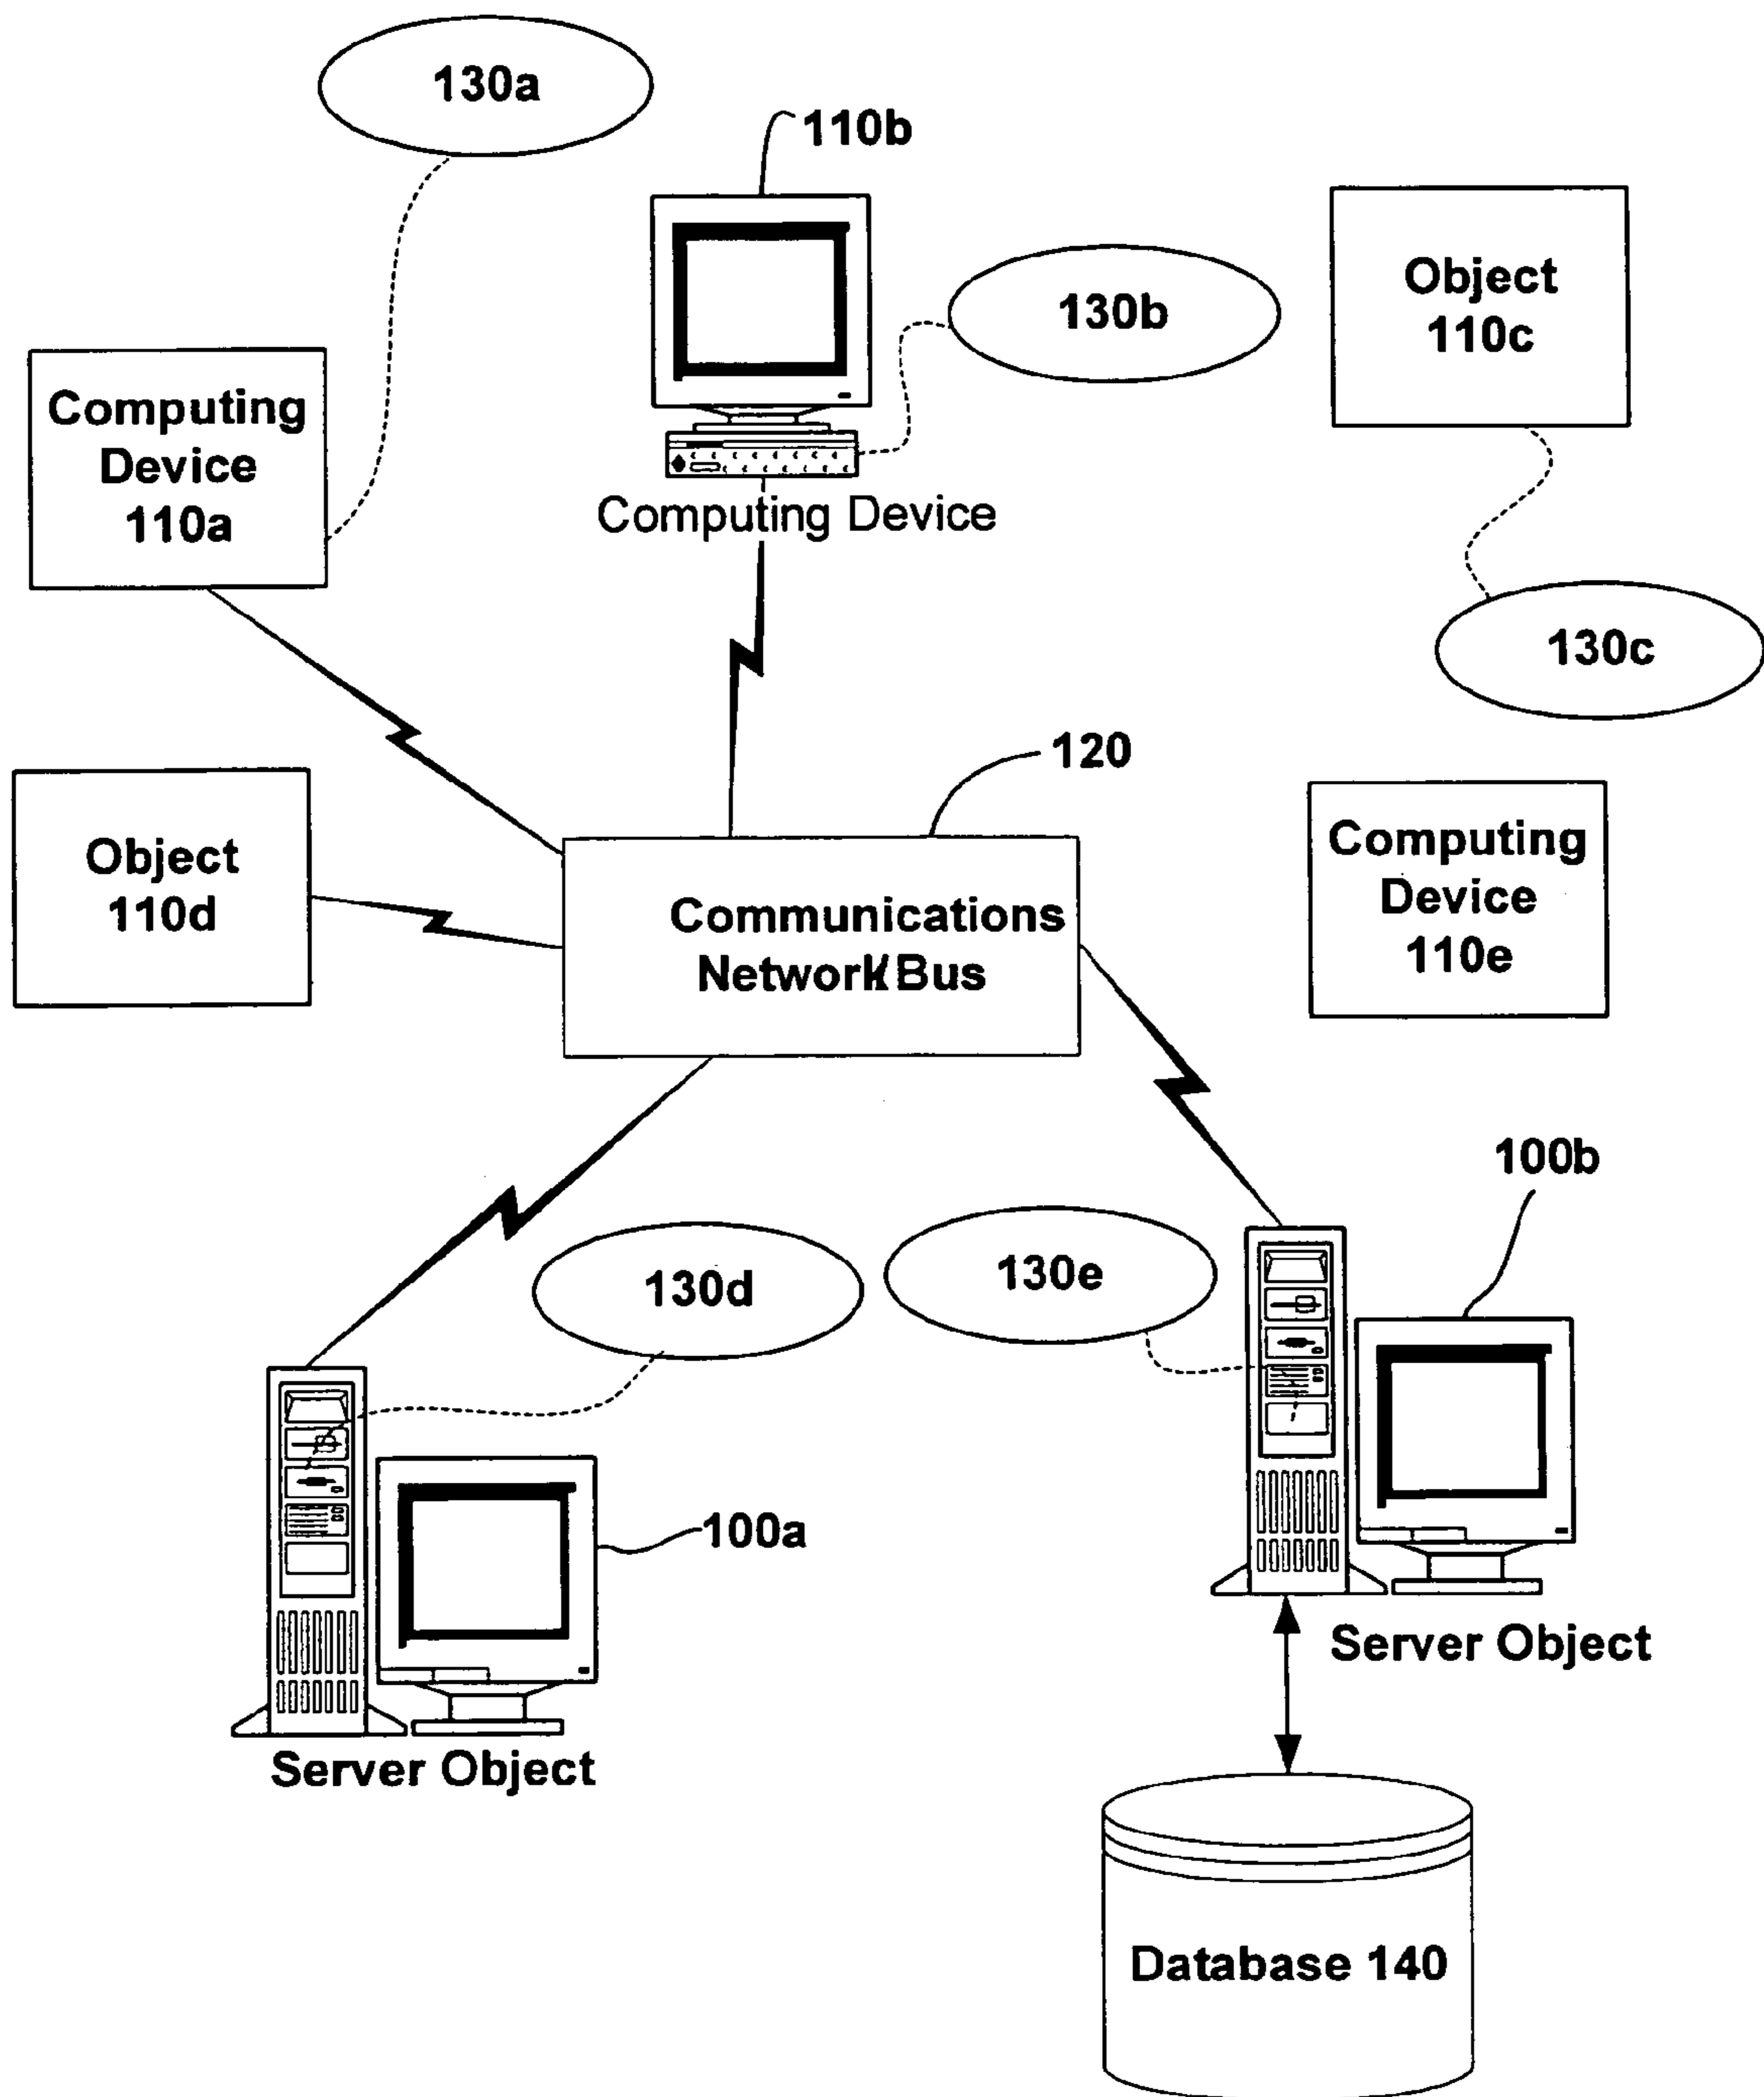 130a
110b
Object
110c
130b
Computing
Device
110a
Computing Device
130c
120
Object
110d
Computing
Device
110e
Communications
Network/Bus
100b
130d
130e
100a
Server Object
Server Object
Database 140